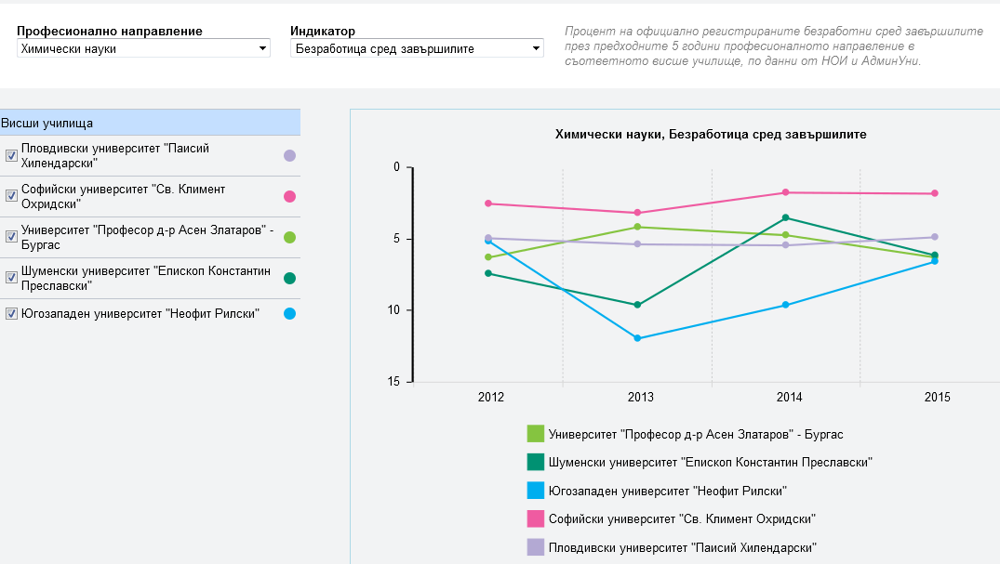 Професионално направление
Химически науки
Индикатор
Безработица сред завършилите
Процент на официално регистрираните безработни сред завършилите
през предходните 5 години професионалното направление в
съответното висше училище, по данни от НОИ и АдминУни.
Висши училища
Пловдивски университет "Паисий
Хилендарски"
Софийски университет "Св. Климент
Охридски"
Университет "Професор д-р Асен Златаров" -
Бургас
Шуменски университет "Епископ Константин
Преславски"
Югозападен университет "Неофит Рилски"
Химически науки, Безработица сред завършилите
0
5
10
15
2012 2013 2014 2015
Университет "Професор д-р Асен Златаров" - Бургас
Шуменски университет "Епископ Константин Преславски"
Югозападен университет "Неофит Рилски"
Софийски университет "Св. Климент Охридски"
Пловдивски университет "Паисий Хилендарски"